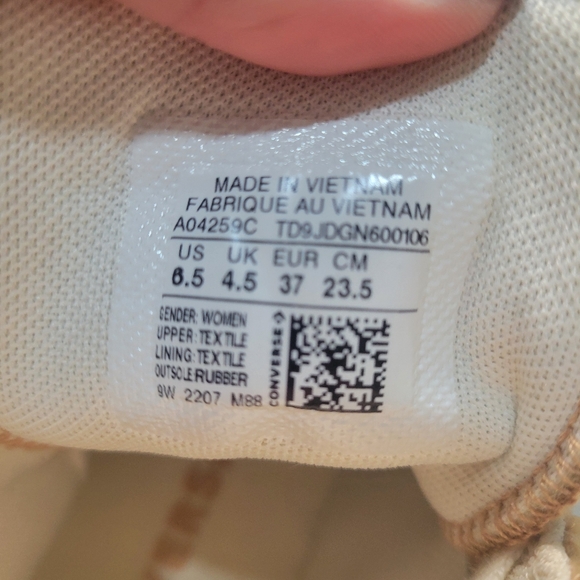 MADE IN VIETNAM
FABRIQUE AU VIETNAM
A04259C TD9JDGN600106
US UK EUR CM
6.5 4.5 37 23.5
GENDER: WOMEN
UPPER: TEXTILE
LINING: TEXTILE
OUTSOLE RUBBER
9W 2207 M88
CONVERSE